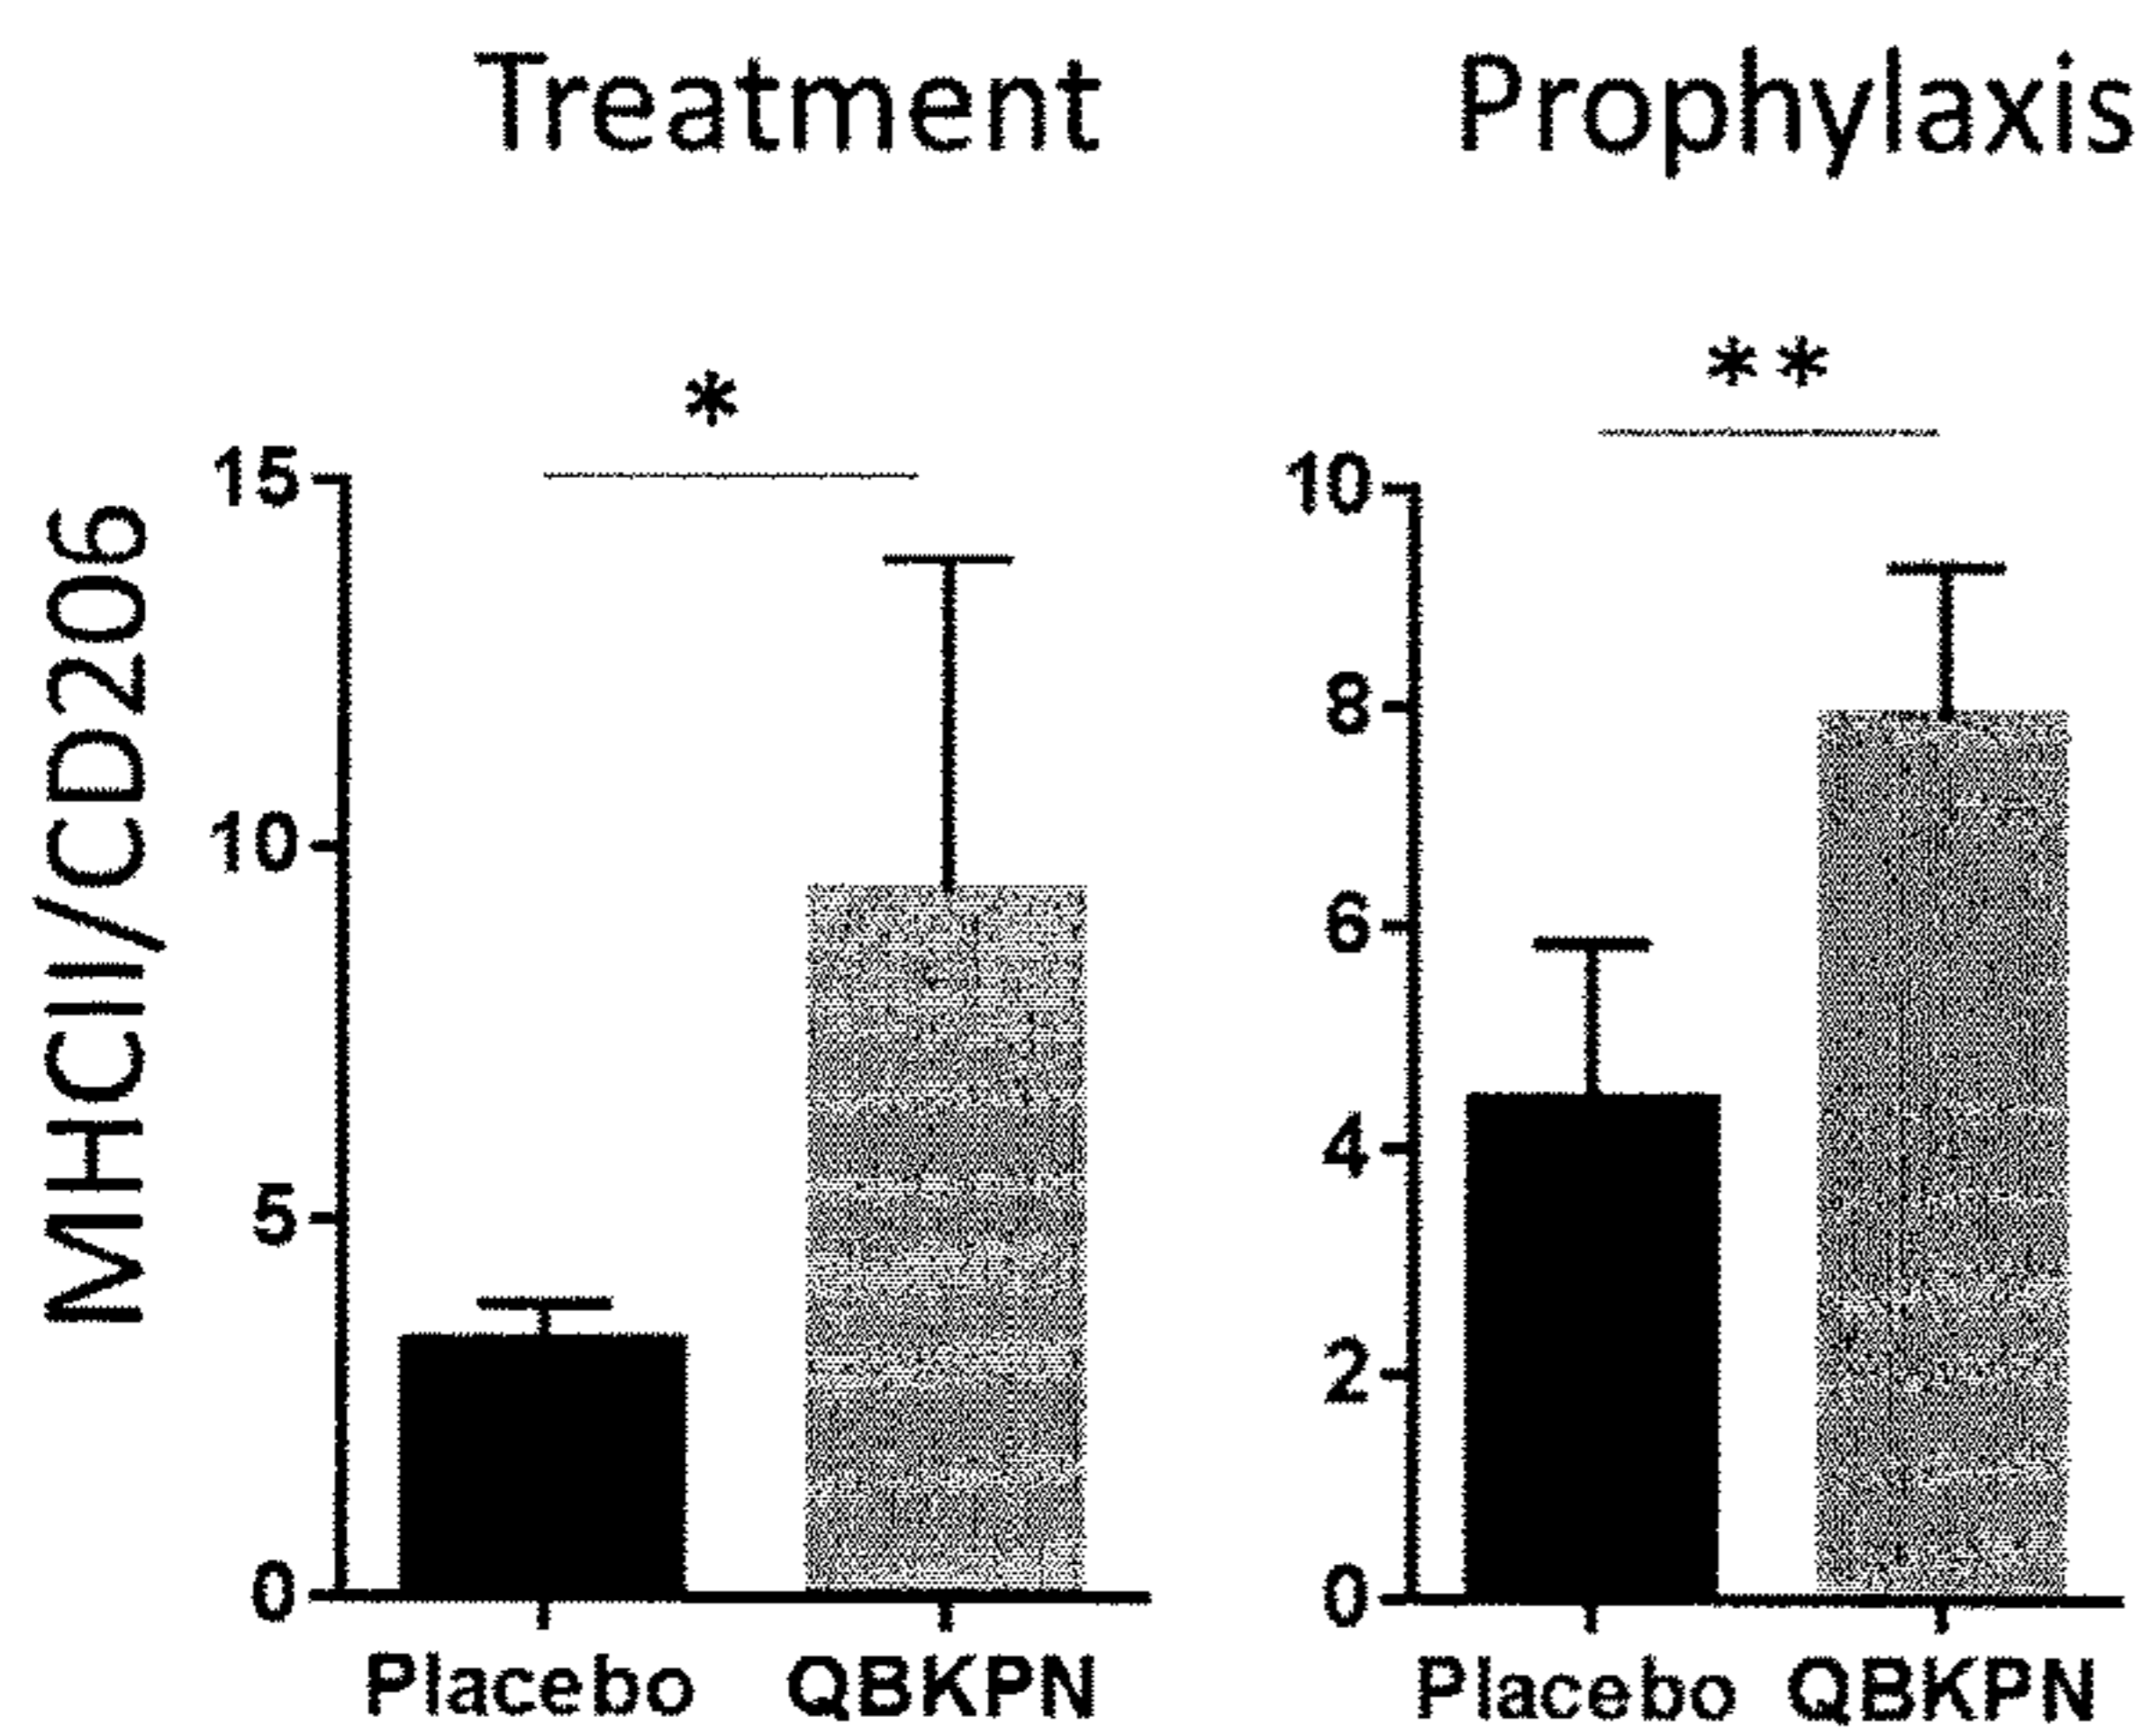 Treatment
Prophylaxis
MHCII/CD206
*
15
10
5
0
Placebo QBKPN
**
10
8
6
4
2
0
Placebo QBKPN